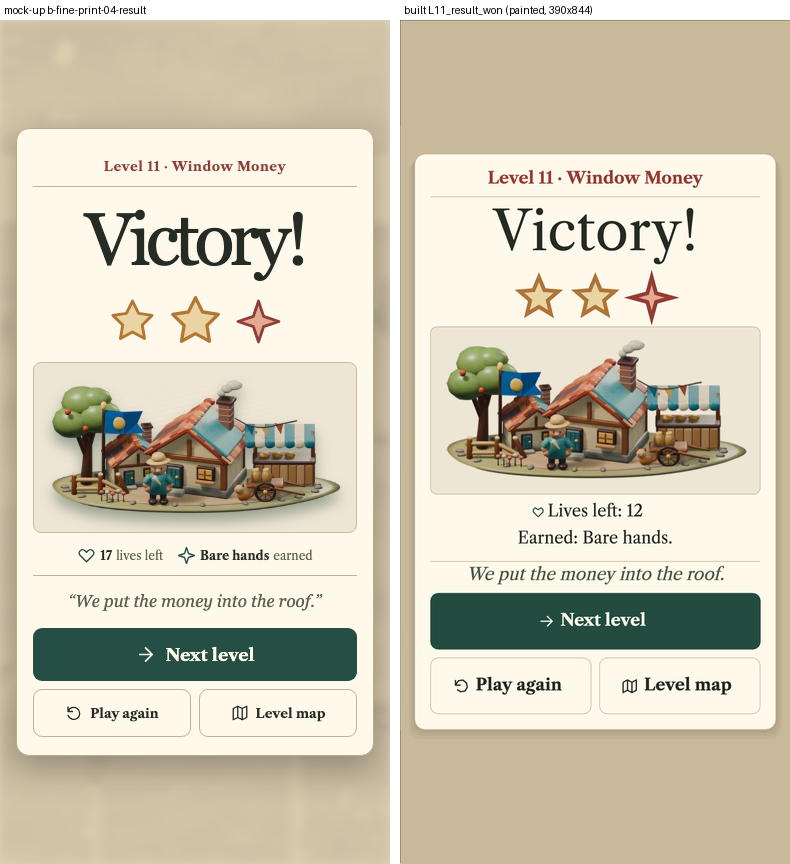 mock-up b-fine-print-04-result
Level 11 · Window Money
Victory!
17 lives left Bare hands earned
“We put the money into the roof.”
Next level
Play again Level map
built L11_result_won (painted, 390x844)
Level 11 · Window Money
Victory!
Lives left: 12
Earned: Bare hands.
We put the money into the roof.
Next level
Play again Level map